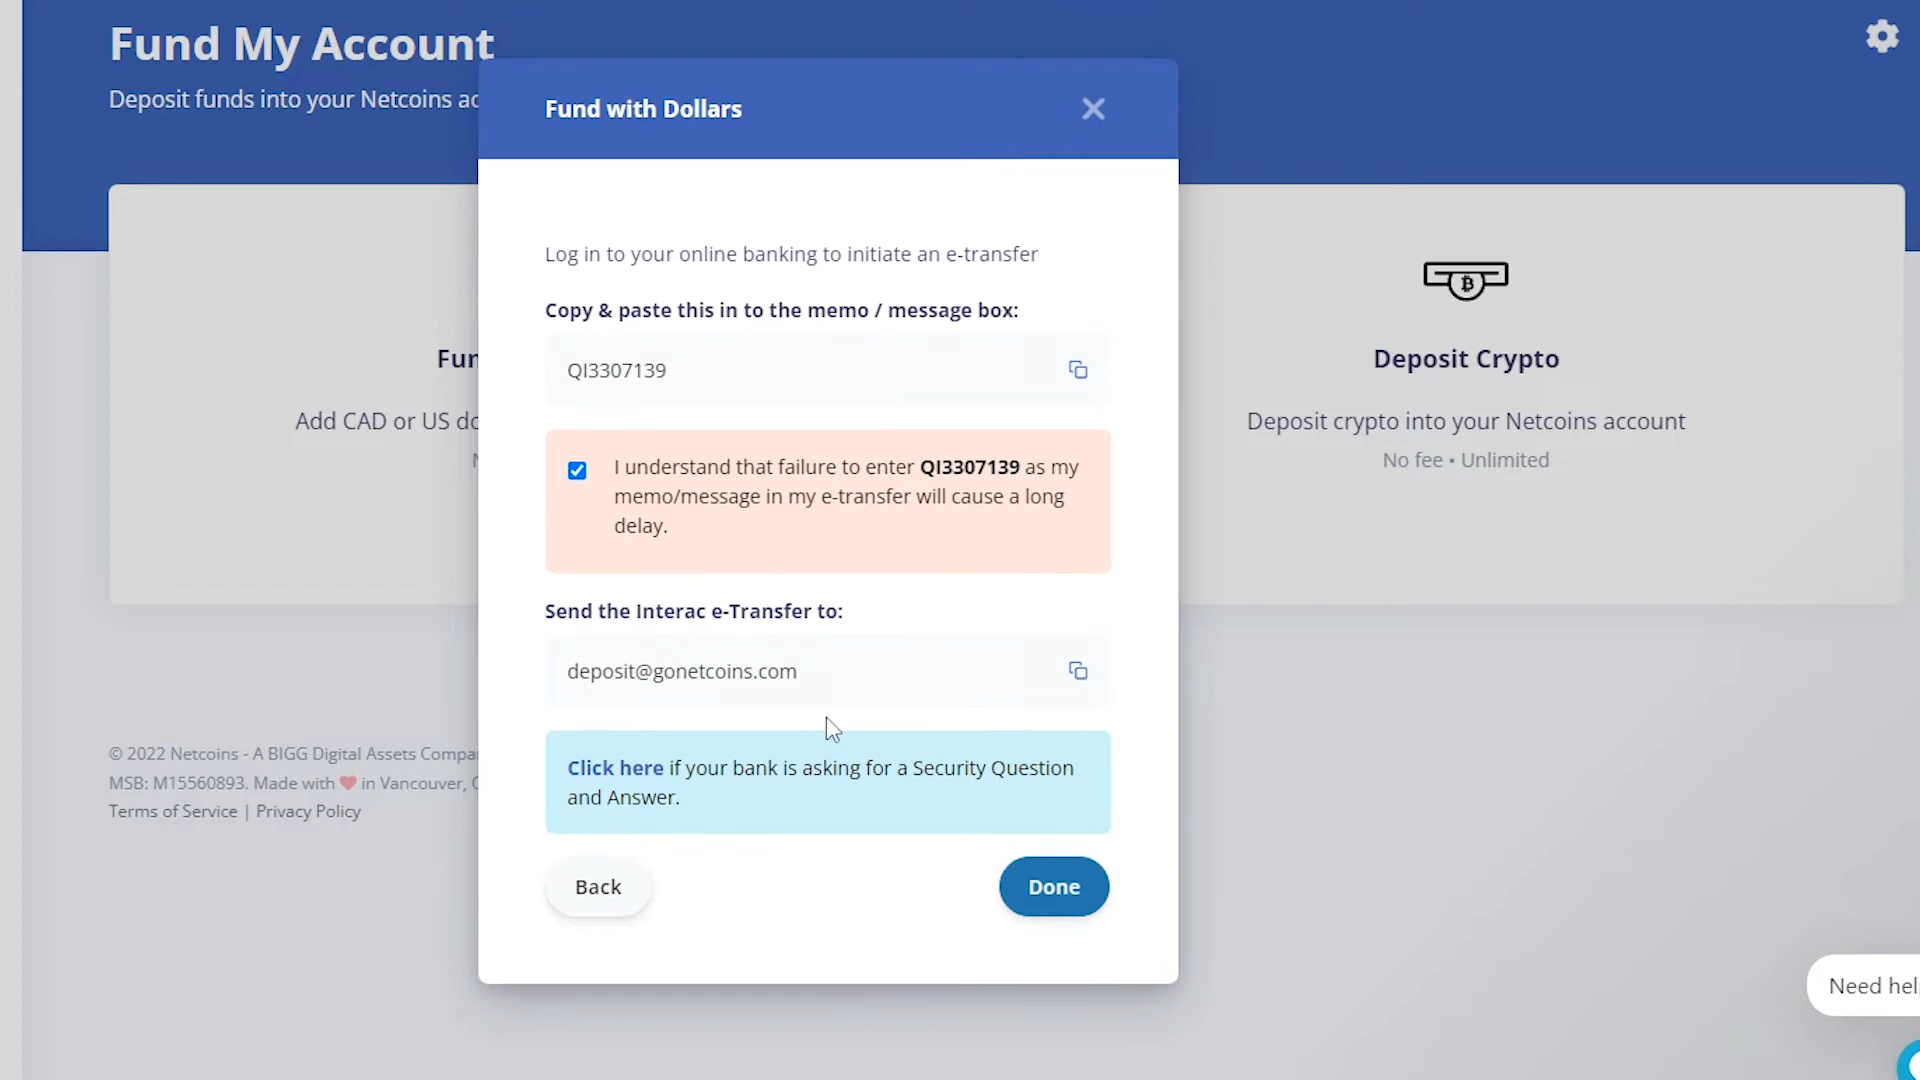 Fund My Account
Deposit funds into your Netcoins
Fund with Dollars
Log in to your online banking to initiate an e-transfer
Copy & paste this in to the memo / message box:
QI3307139
I understand that failure to enter QI3307139 as my
memo/message in my e-transfer will cause a long
delay.
Send the Interac e-Transfer to:
deposit@gonetcoins.com
Click here if your bank is asking for a Security Question
and Answer.
Back
Done
Add CAD or US
Deposit Crypto
Deposit crypto into your Netcoins account
No fee • Unlimited
© 2022 Netcoins - A BIGG Digital Assets
MSB: M15560893. Made with ❤ in Vancouver,
Terms of Service | Privacy Policy
Need